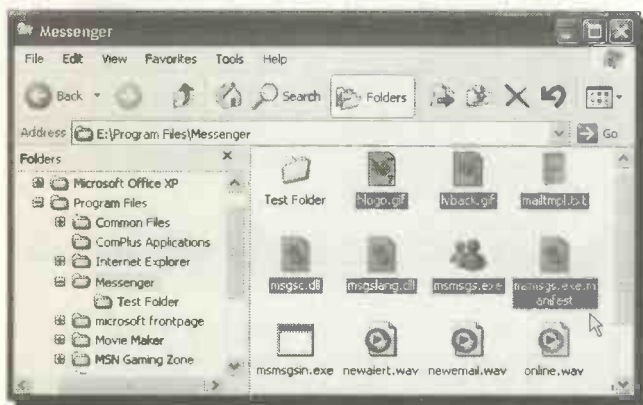 Messenger
File Edit View Favorites Tools Help
Back Search Folders
Address E:\Program Files\Messenger Go
Folders x
Microsoft Office XP
Program Files
Common Files
ComPlus Applications
Internet Explorer
Messenger
Test Folder
microsoft frontpage
Movie Maker
MSN Gaming Zone
Test Folder hlogo.gif lvback.gif mailtmpl.txt
msgsc.dll msgslang.dll msmsgs.exe msmsgs.exe.m
anifest
msmsgsin.exe newalert.wav newemail.wav online.wav